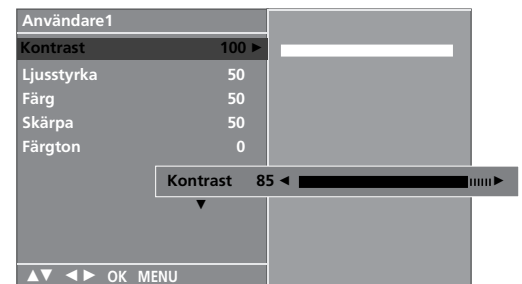 Användare1
Kontrast 100 ►
Ljusstyrka 50
Färg 50
Skärpa 50
Färgton 0
Kontrast 85 ◄ ►
▼
▲▼ ◄► OK MENU